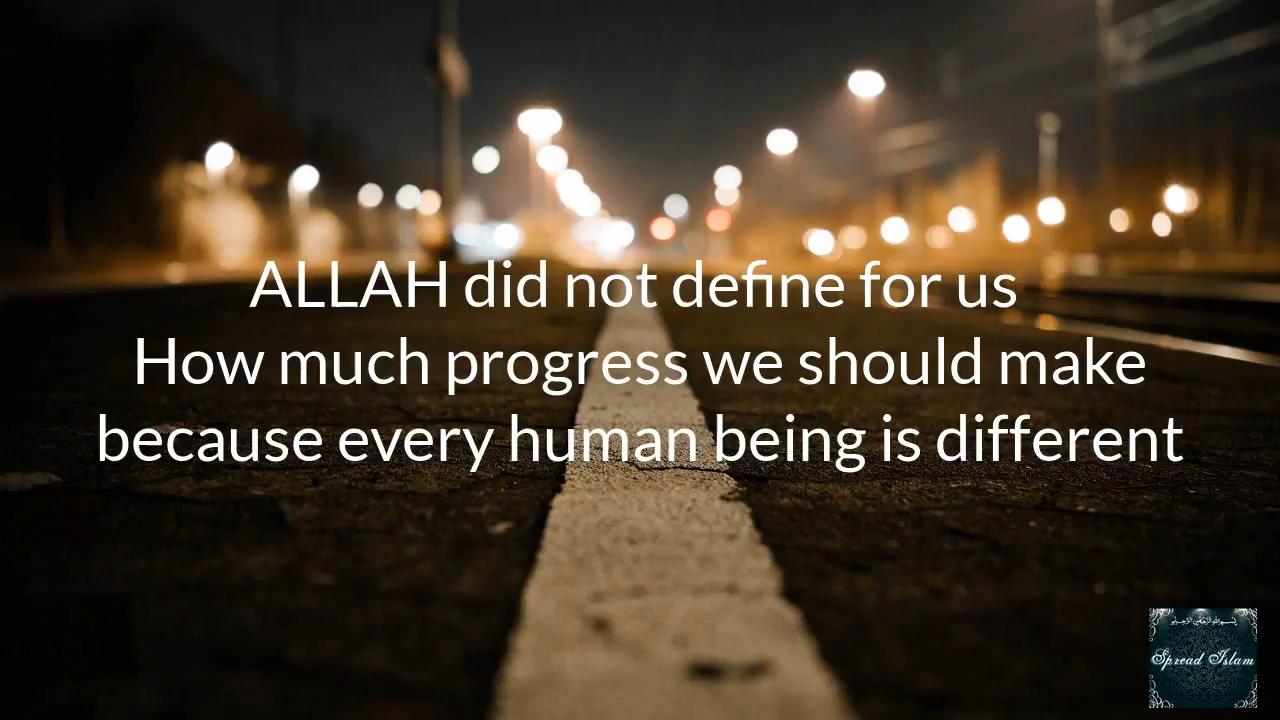 ALLAH did not define for us
How much progress we should make
because every human being is different
Spread Islam